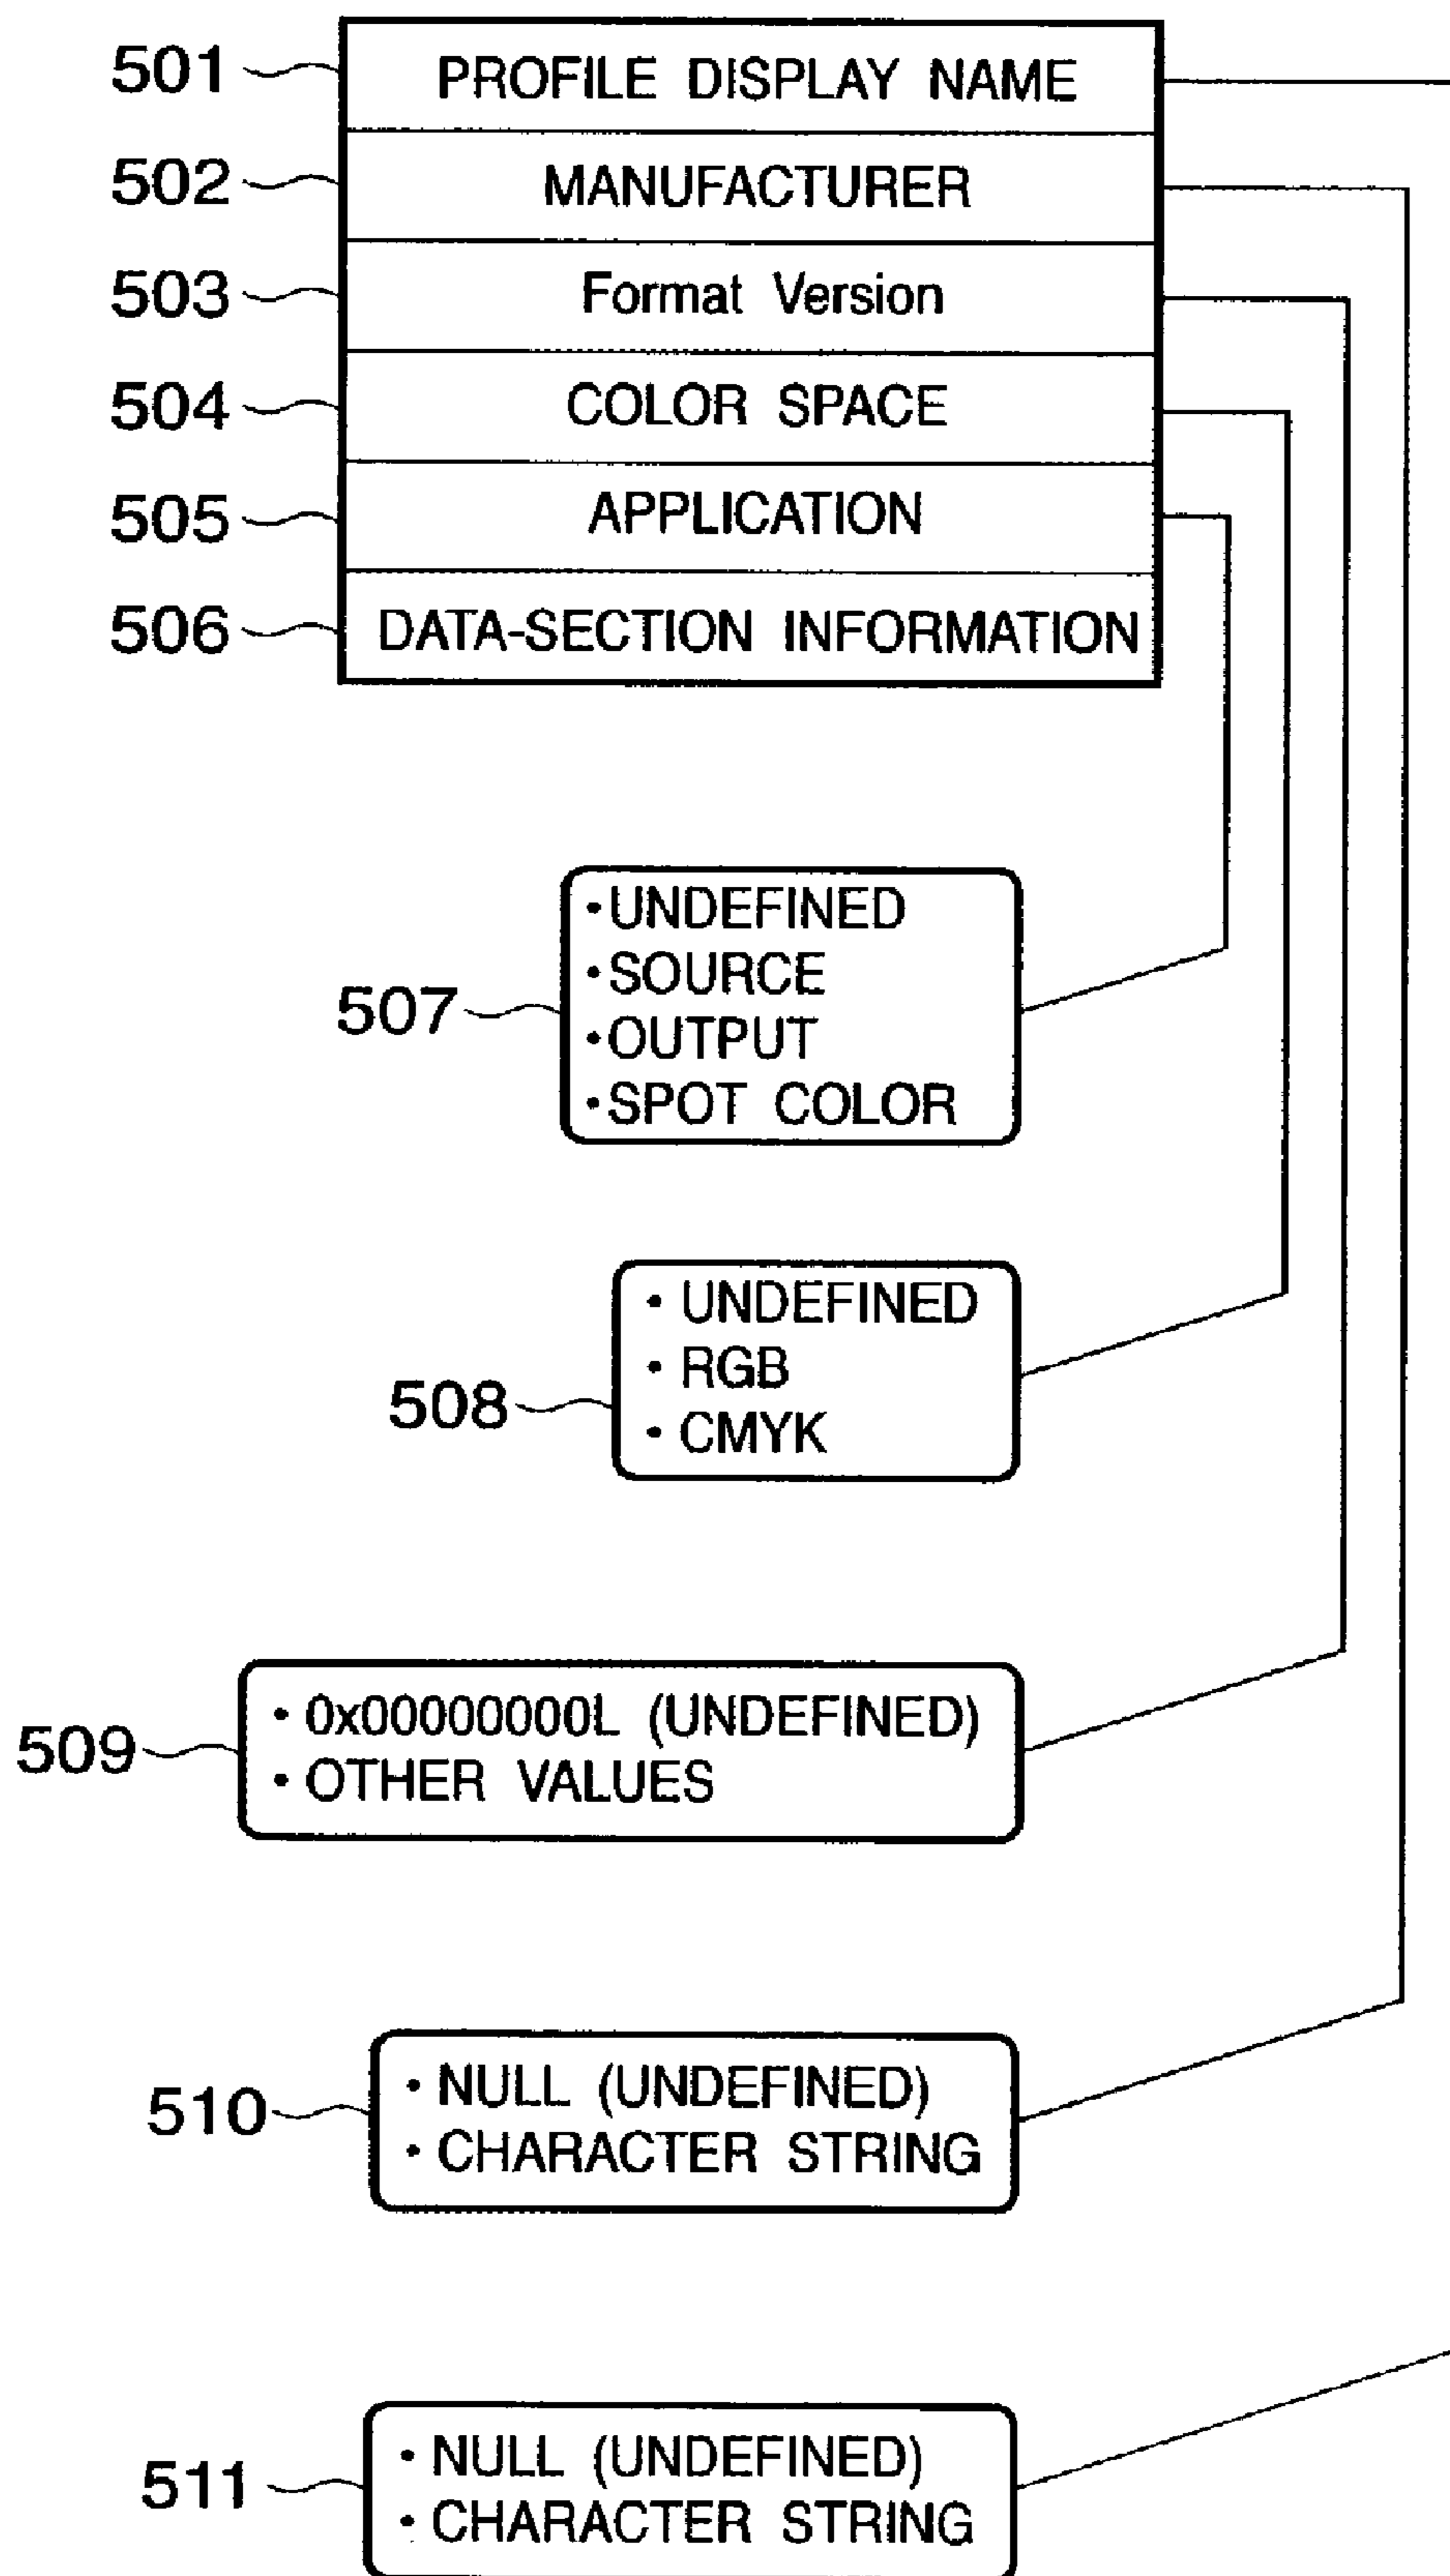 501 PROFILE DISPLAY NAME
502 MANUFACTURER
503 Format Version
504 COLOR SPACE
505 APPLICATION
506 DATA-SECTION INFORMATION
507
•UNDEFINED
•SOURCE
•OUTPUT
•SPOT COLOR
508
• UNDEFINED
• RGB
• CMYK
509
• 0x00000000L (UNDEFINED)
• OTHER VALUES
510
• NULL (UNDEFINED)
• CHARACTER STRING
511
• NULL (UNDEFINED)
• CHARACTER STRING